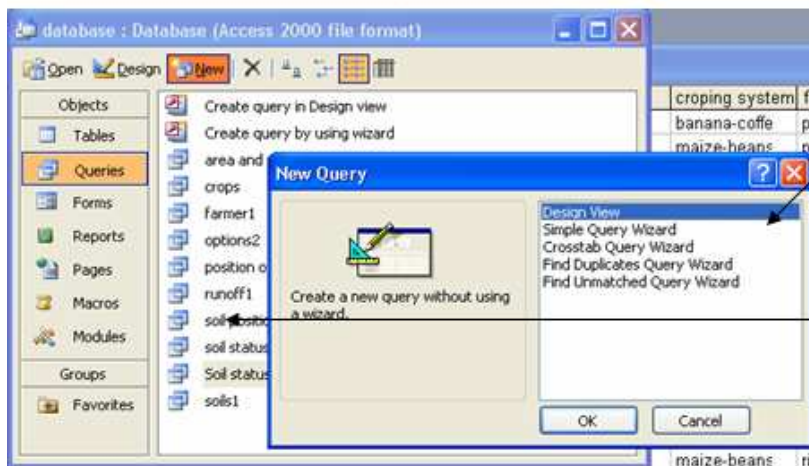 database : Database (Access 2000 file format)
Open Design New
Objects
Tables
Queries
Forms
Reports
Pages
Macros
Modules
Groups
Favorites
Create query in Design view
Create query by using wizard
area and
crops
farmer1
options2
position o
runoff1
soil positio
soil status
Soil status
soils1
New Query
Create a new query without using
a wizard.
Design View
Simple Query Wizard
Crosstab Query Wizard
Find Duplicates Query Wizard
Find Unmatched Query Wizard
OK Cancel
croping system f
banana-coffe p
maize-beans
maize-beans